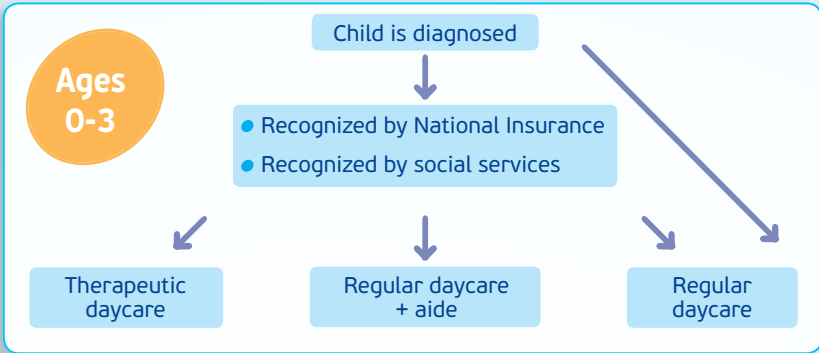 Child is diagnosed
Ages
0-3
● Recognized by National Insurance
● Recognized by social services
Therapeutic
daycare
Regular daycare
+ aide
Regular
daycare